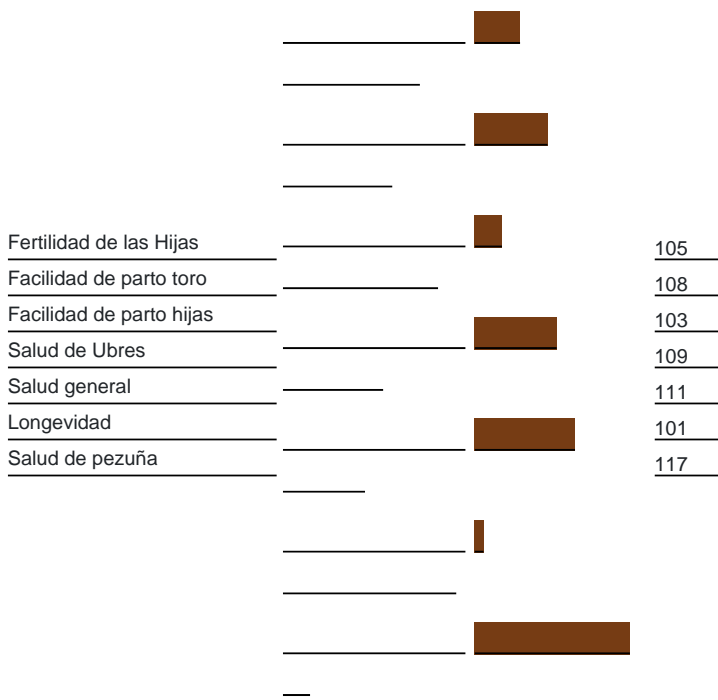 Fertilidad de las Hijas 105
Facilidad de parto toro 108
Facilidad de parto hijas 103
Salud de Ubres 109
Salud general 111
Longevidad 101
Salud de pezuña 117